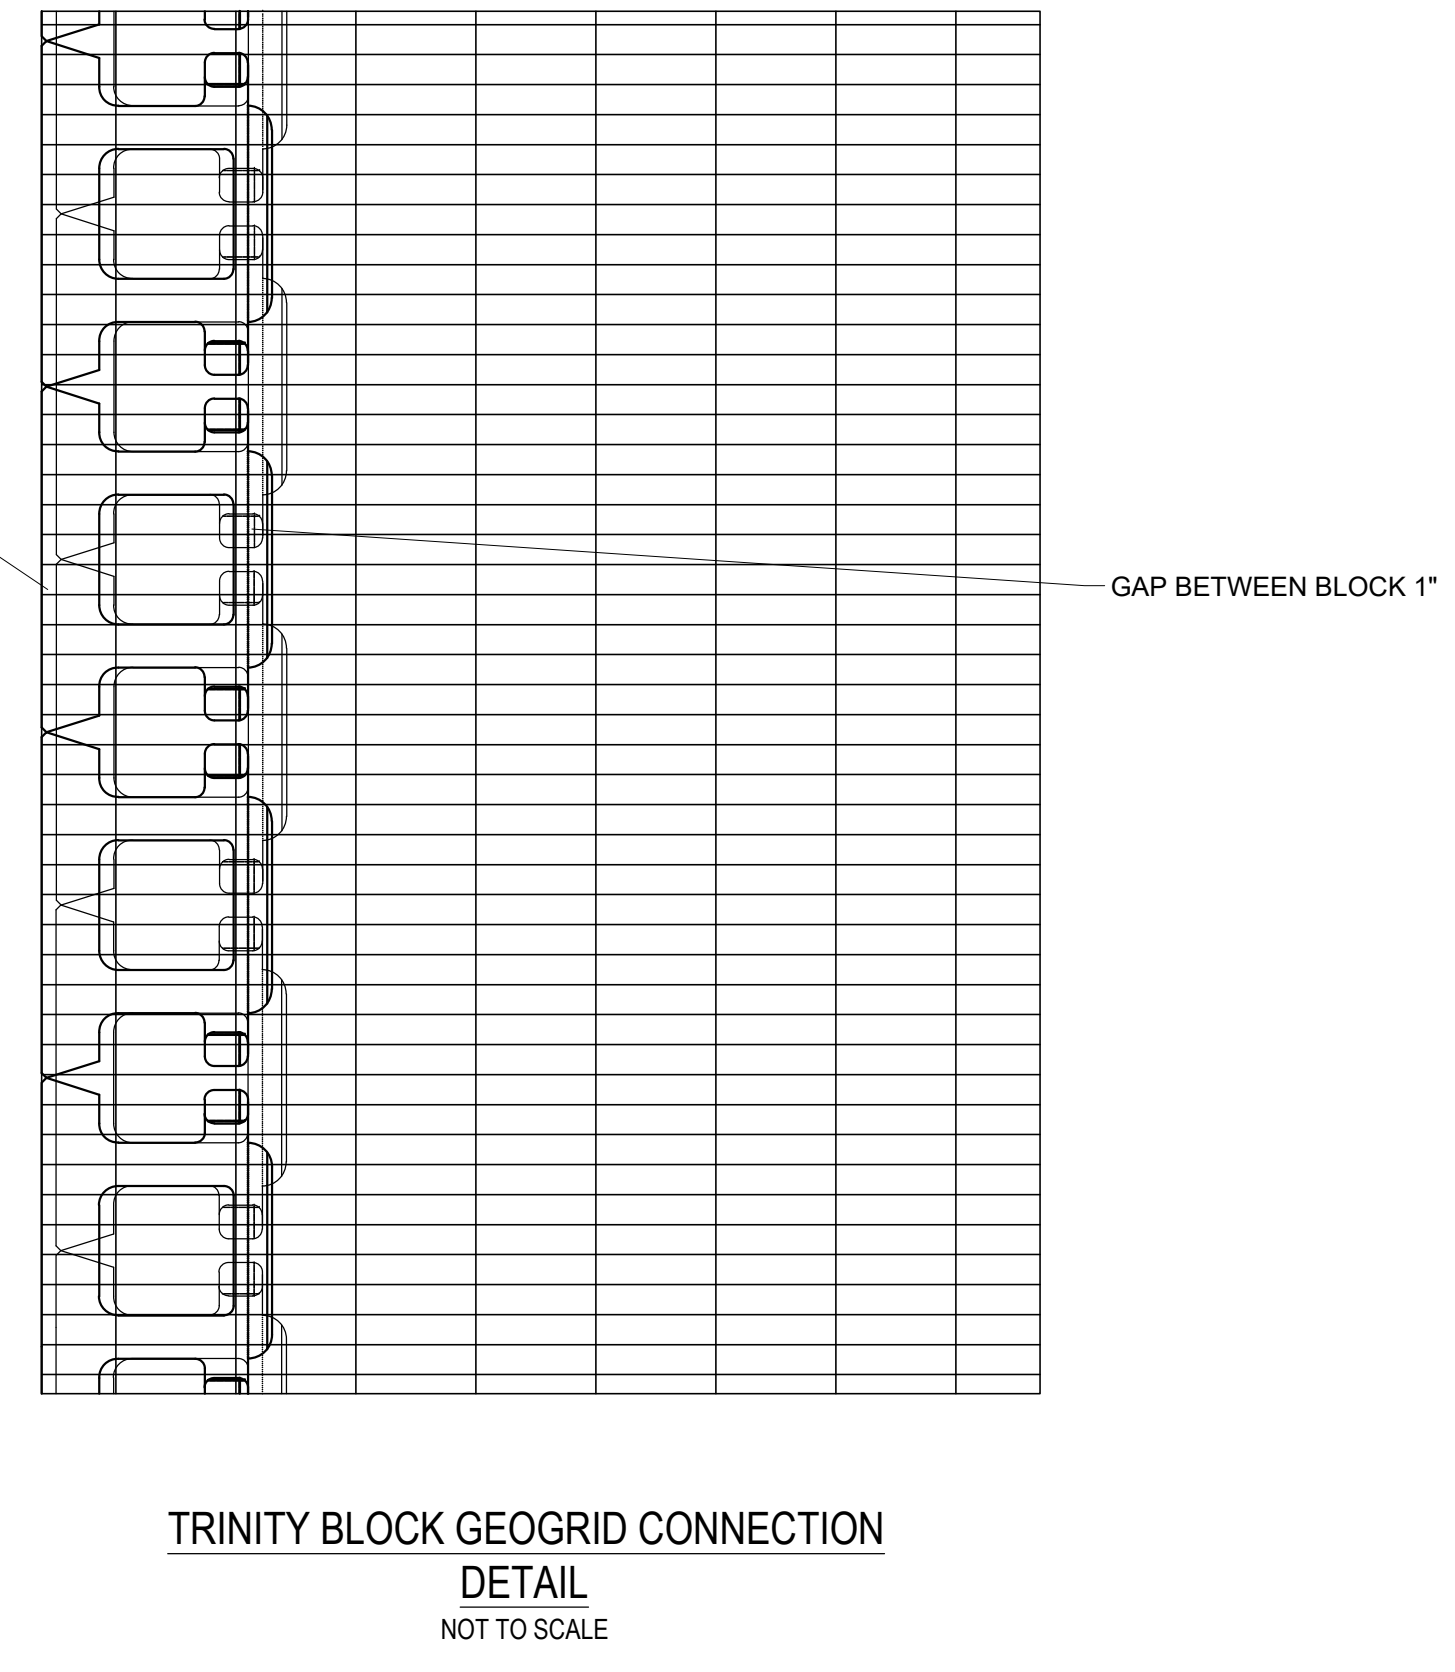 GAP BETWEEN BLOCK 1"
TRINITY BLOCK GEOGRID CONNECTION
DETAIL
NOT TO SCALE